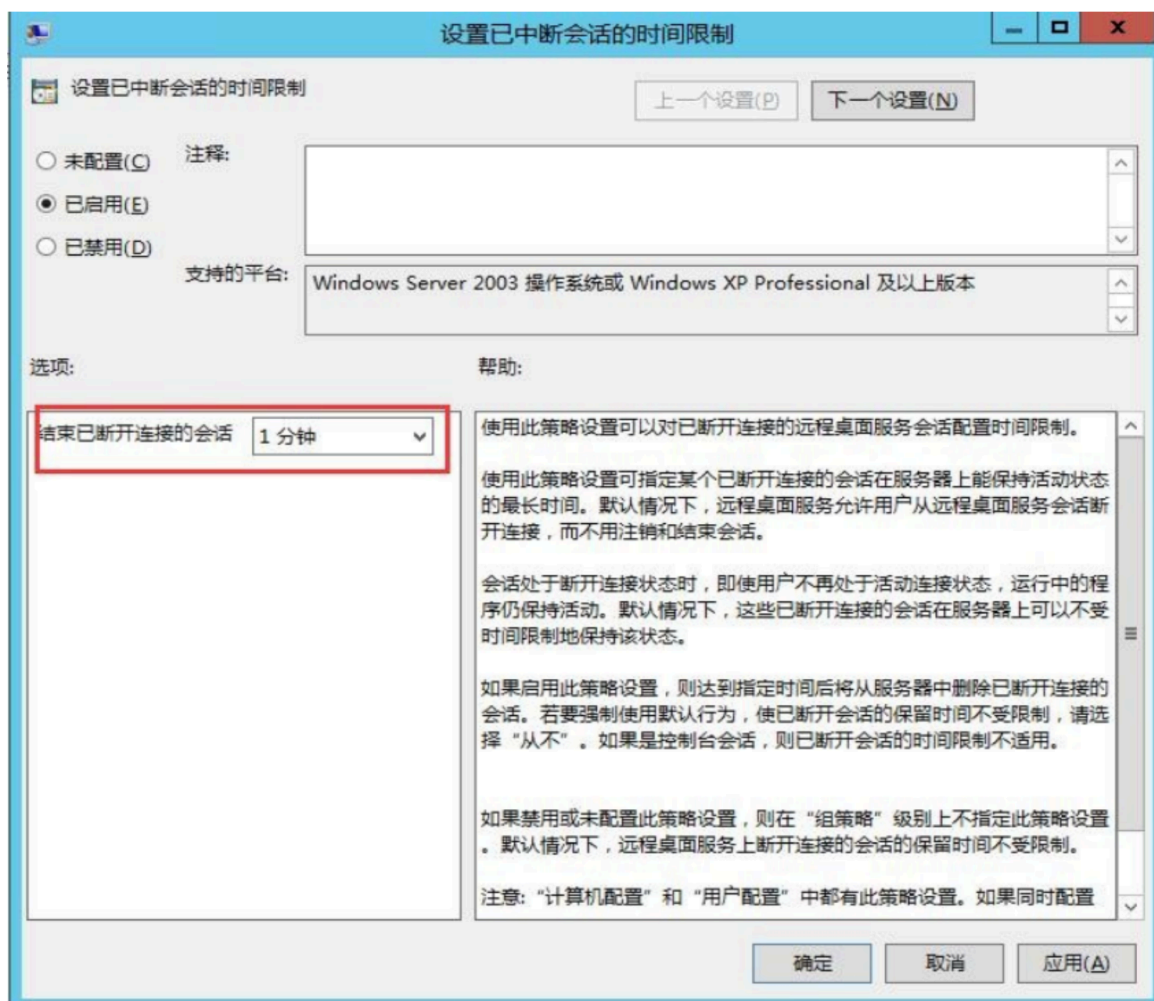 设置已中断会话的时间限制
设置已中断会话的时间限制
上一个设置(P)
下一个设置(N)
未配置(C)
注释:
已启用(E)
已禁用(D)
支持的平台:
Windows Server 2003 操作系统或 Windows XP Professional 及以上版本
选项:
帮助:
结束已断开连接的会话
1 分钟
使用此策略设置可以对已断开连接的远程桌面服务会话配置时间限制。
使用此策略设置可指定某个已断开连接的会话在服务器上能保持活动状态
的最长时间。默认情况下，远程桌面服务允许用户从远程桌面服务会话断
开连接，而不用注销和结束会话。
会话处于断开连接状态时，即使用户不再处于活动连接状态，运行中的程
序仍保持活动。默认情况下，这些已断开连接的会话在服务器上可以不受
时间限制地保持该状态。
如果启用此策略设置，则达到指定时间后将从服务器中删除已断开连接的
会话。若要强制使用默认行为，使已断开会话的保留时间不受限制，请选
择“从不”。如果是控制台会话，则已断开会话的时间限制不适用。
如果禁用或未配置此策略设置，则在“组策略”级别上不指定此策略设置
。默认情况下，远程桌面服务上断开连接的会话的保留时间不受限制。
注意:“计算机配置”和“用户配置”中都有此策略设置。如果同时配置
确定
取消
应用(A)